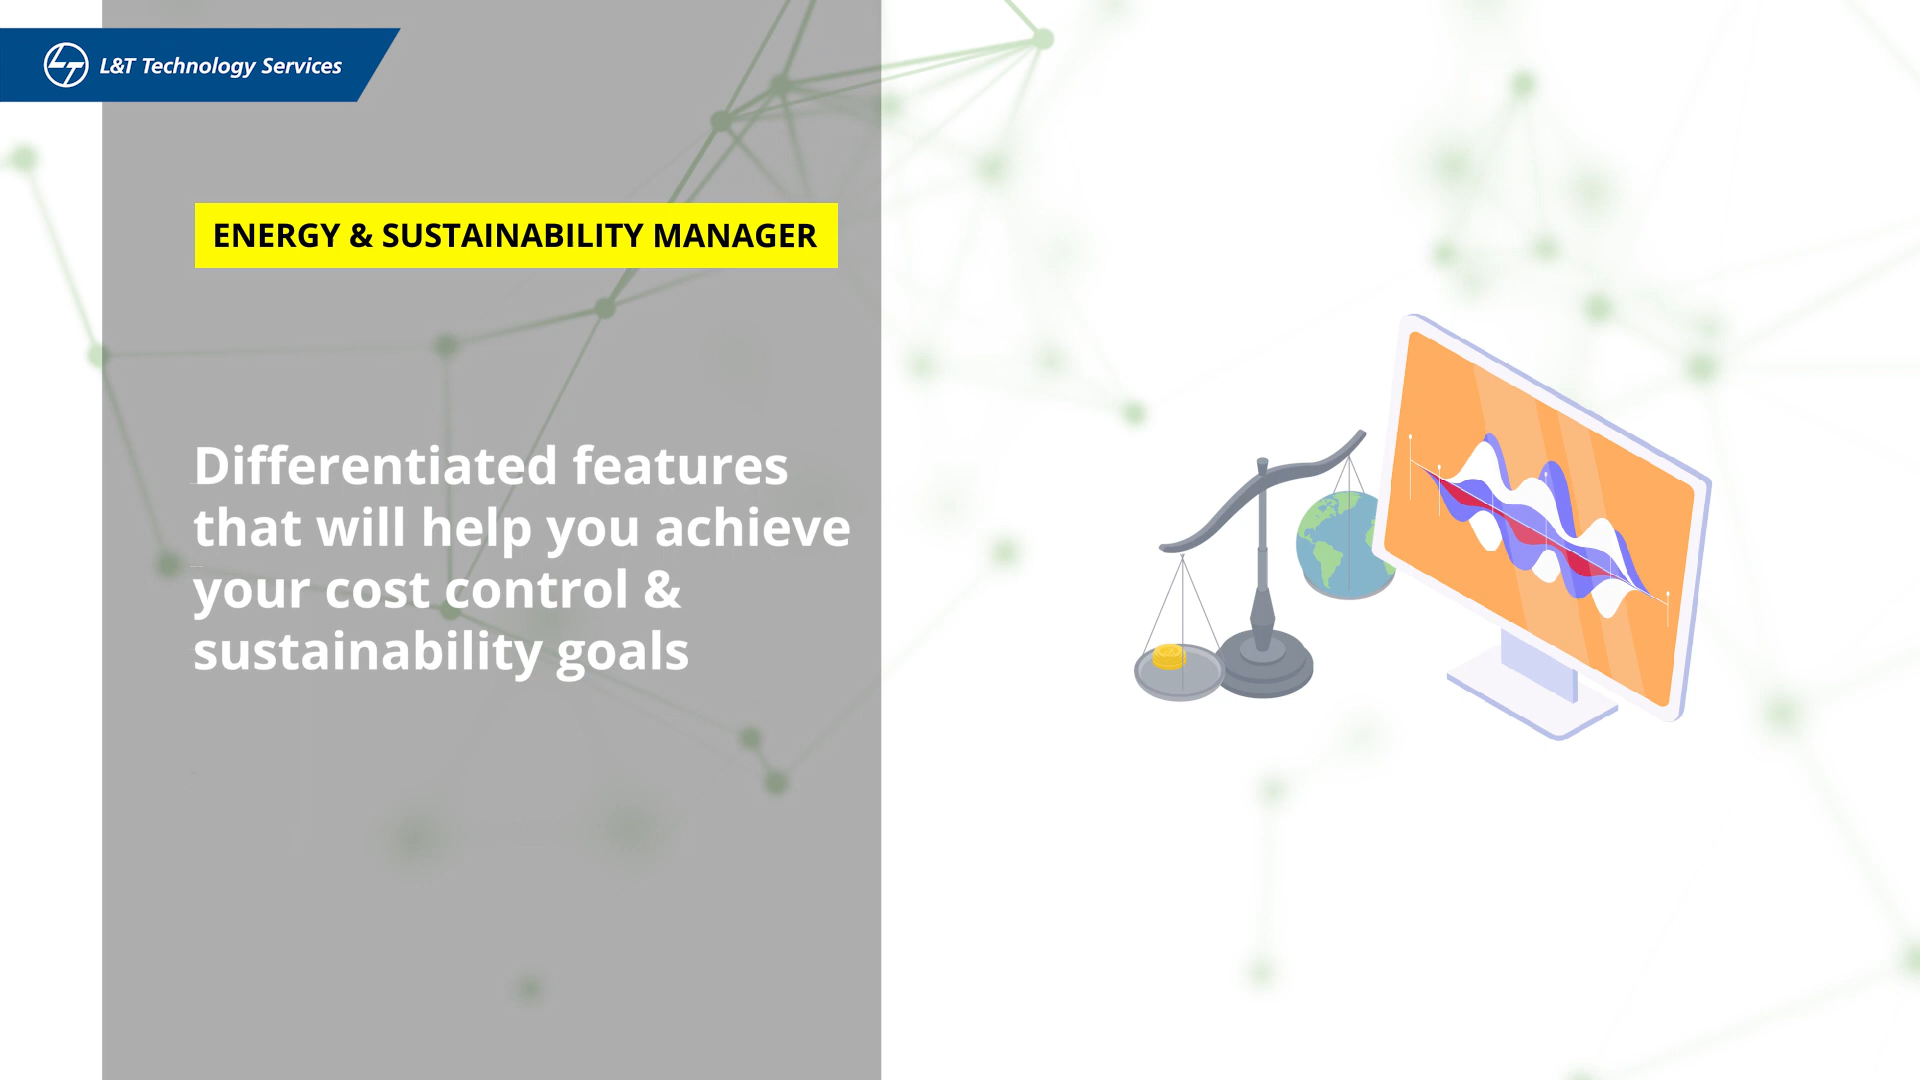 L&T Technology Services
ENERGY & SUSTAINABILITY MANAGER
Differentiated features
that will help you achieve
your cost control &
sustainability goals